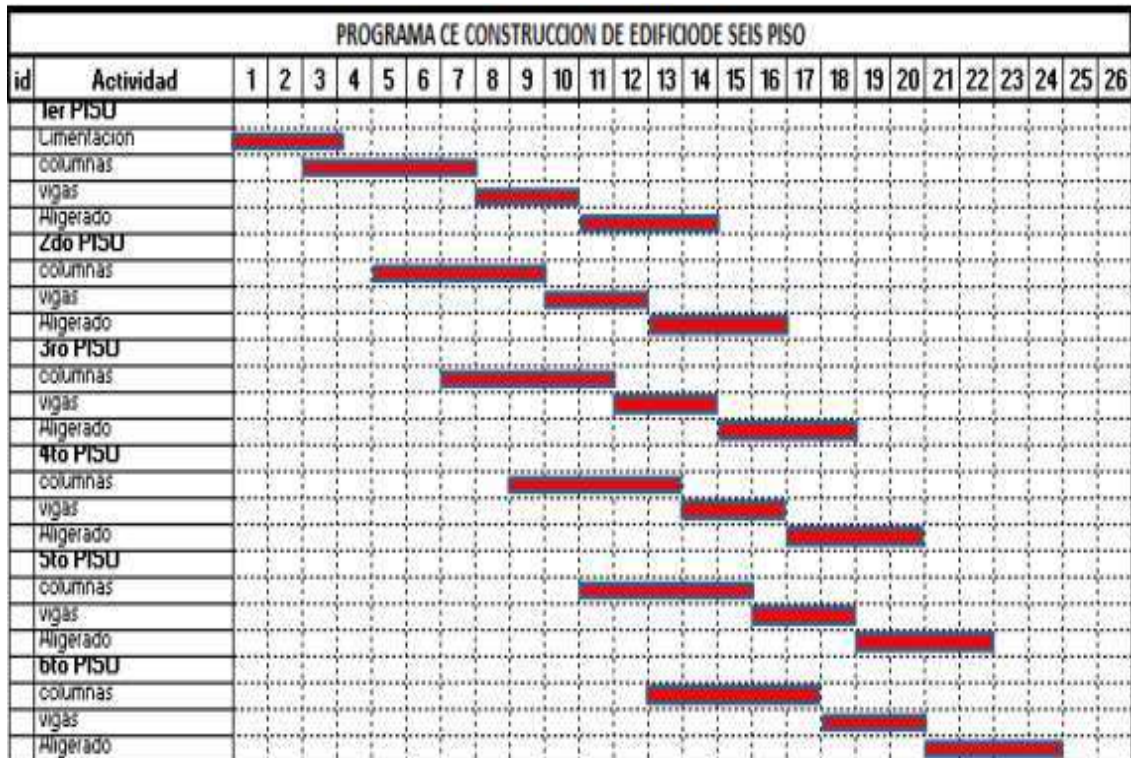 PROGRAMA CE CONSTRUCCION DE EDIFICIODE SEIS PISO
id Actividad 1 2 3 4 5 6 7 8 9 10 11 12 13 14 15 16 17 18 19 20 21 22 23 24 25 26
1er PISO
Cimentacion
columnas
vigas
Aligerado
2do PISO
columnas
vigas
Aligerado
3ro PISO
columnas
vigas
Aligerado
4to PISO
columnas
vigas
Aligerado
5to PISO
columnas
vigas
Aligerado
6to PISO
columnas
vigas
Aligerado